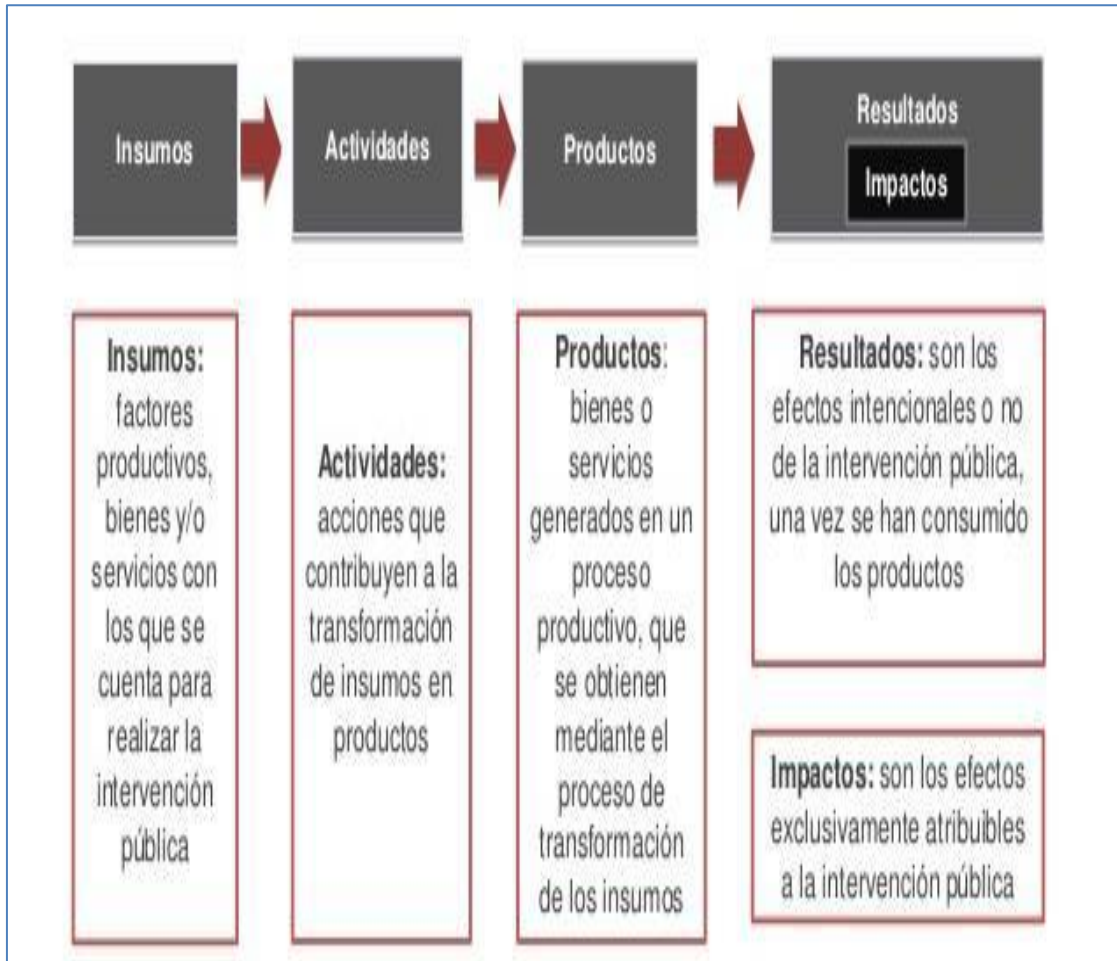 Insumos
Actividades
Productos
Resultados
Impactos
Insumos:
factores
productivos,
bienes y/o
servicios con
los que se
cuenta para
realizar la
intervención
pública
Actividades:
acciones que
contribuyen a la
transformación
de insumos en
productos
Productos:
bienes o
servicios
generados en un
proceso
productivo, que
se obtienen
mediante el
proceso de
transformación
de los insumos
Resultados: son los
efectos intencionales o no
de la intervención pública,
una vez se han consumido
los productos
Impactos: son los efectos
exclusivamente atribuibles
a la intervención pública